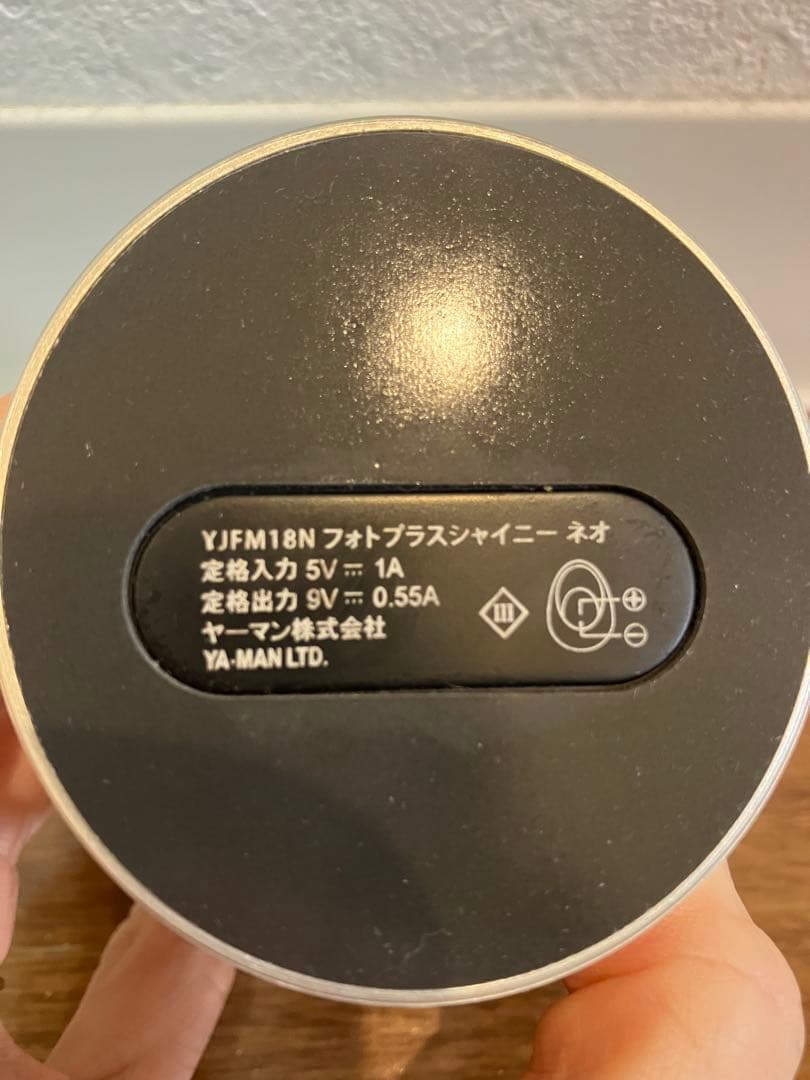 YJFM18N フォトプラスシャイニー ネオ
定格入力 5V ⎓ 1A
定格出力 9V ⎓ 0.55A
ヤーマン株式会社
YA-MAN LTD.
III
⊕
⊖